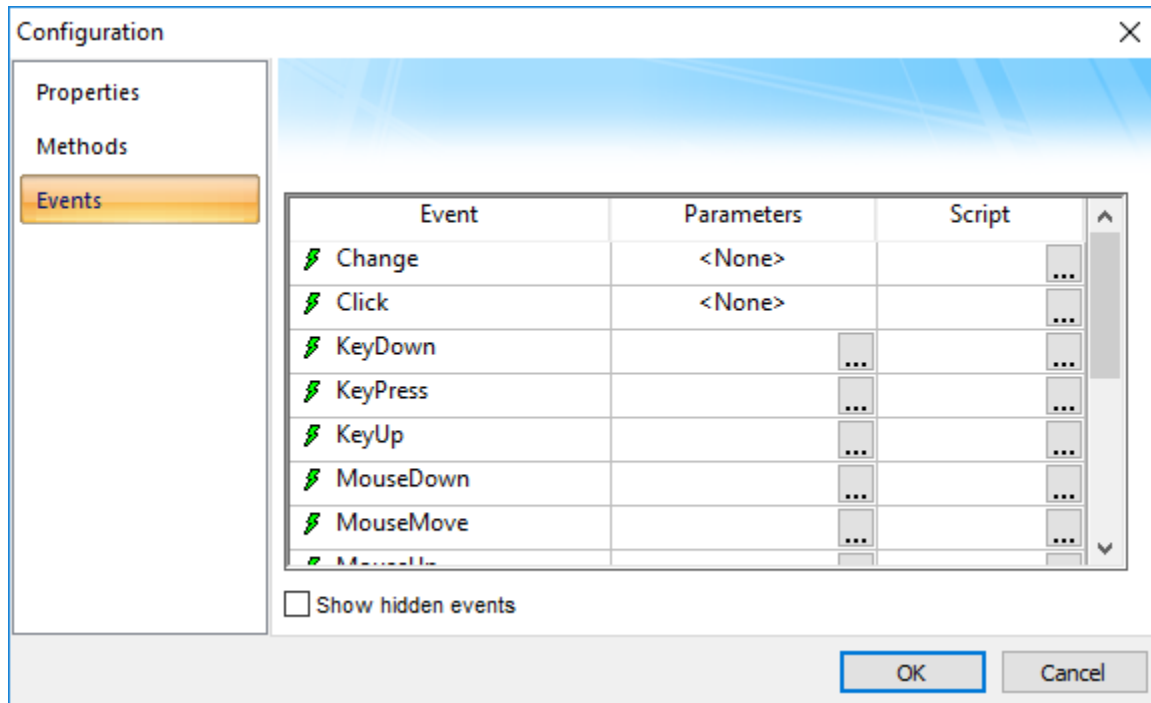 Configuration
Properties
Methods
Events
Event Parameters Script
Change <None> ...
Click <None> ...
KeyDown ... ...
KeyPress ... ...
KeyUp ... ...
MouseDown ... ...
MouseMove ... ...
MouseUp
Show hidden events
OK Cancel